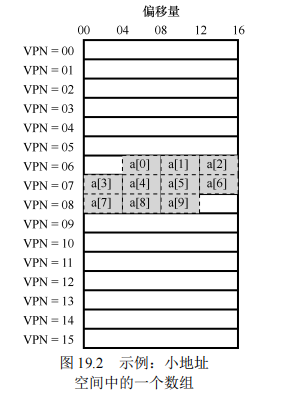 偏移量
00 04 08 12 16
VPN = 00
VPN = 01
VPN = 02
VPN = 03
VPN = 04
VPN = 05
VPN = 06 a[0] a[1] a[2]
VPN = 07 a[3] a[4] a[5] a[6]
VPN = 08 a[7] a[8] a[9]
VPN = 09
VPN = 10
VPN = 11
VPN = 12
VPN = 13
VPN = 14
VPN = 15
图 19.2 示例：小地址
空间中的一个数组